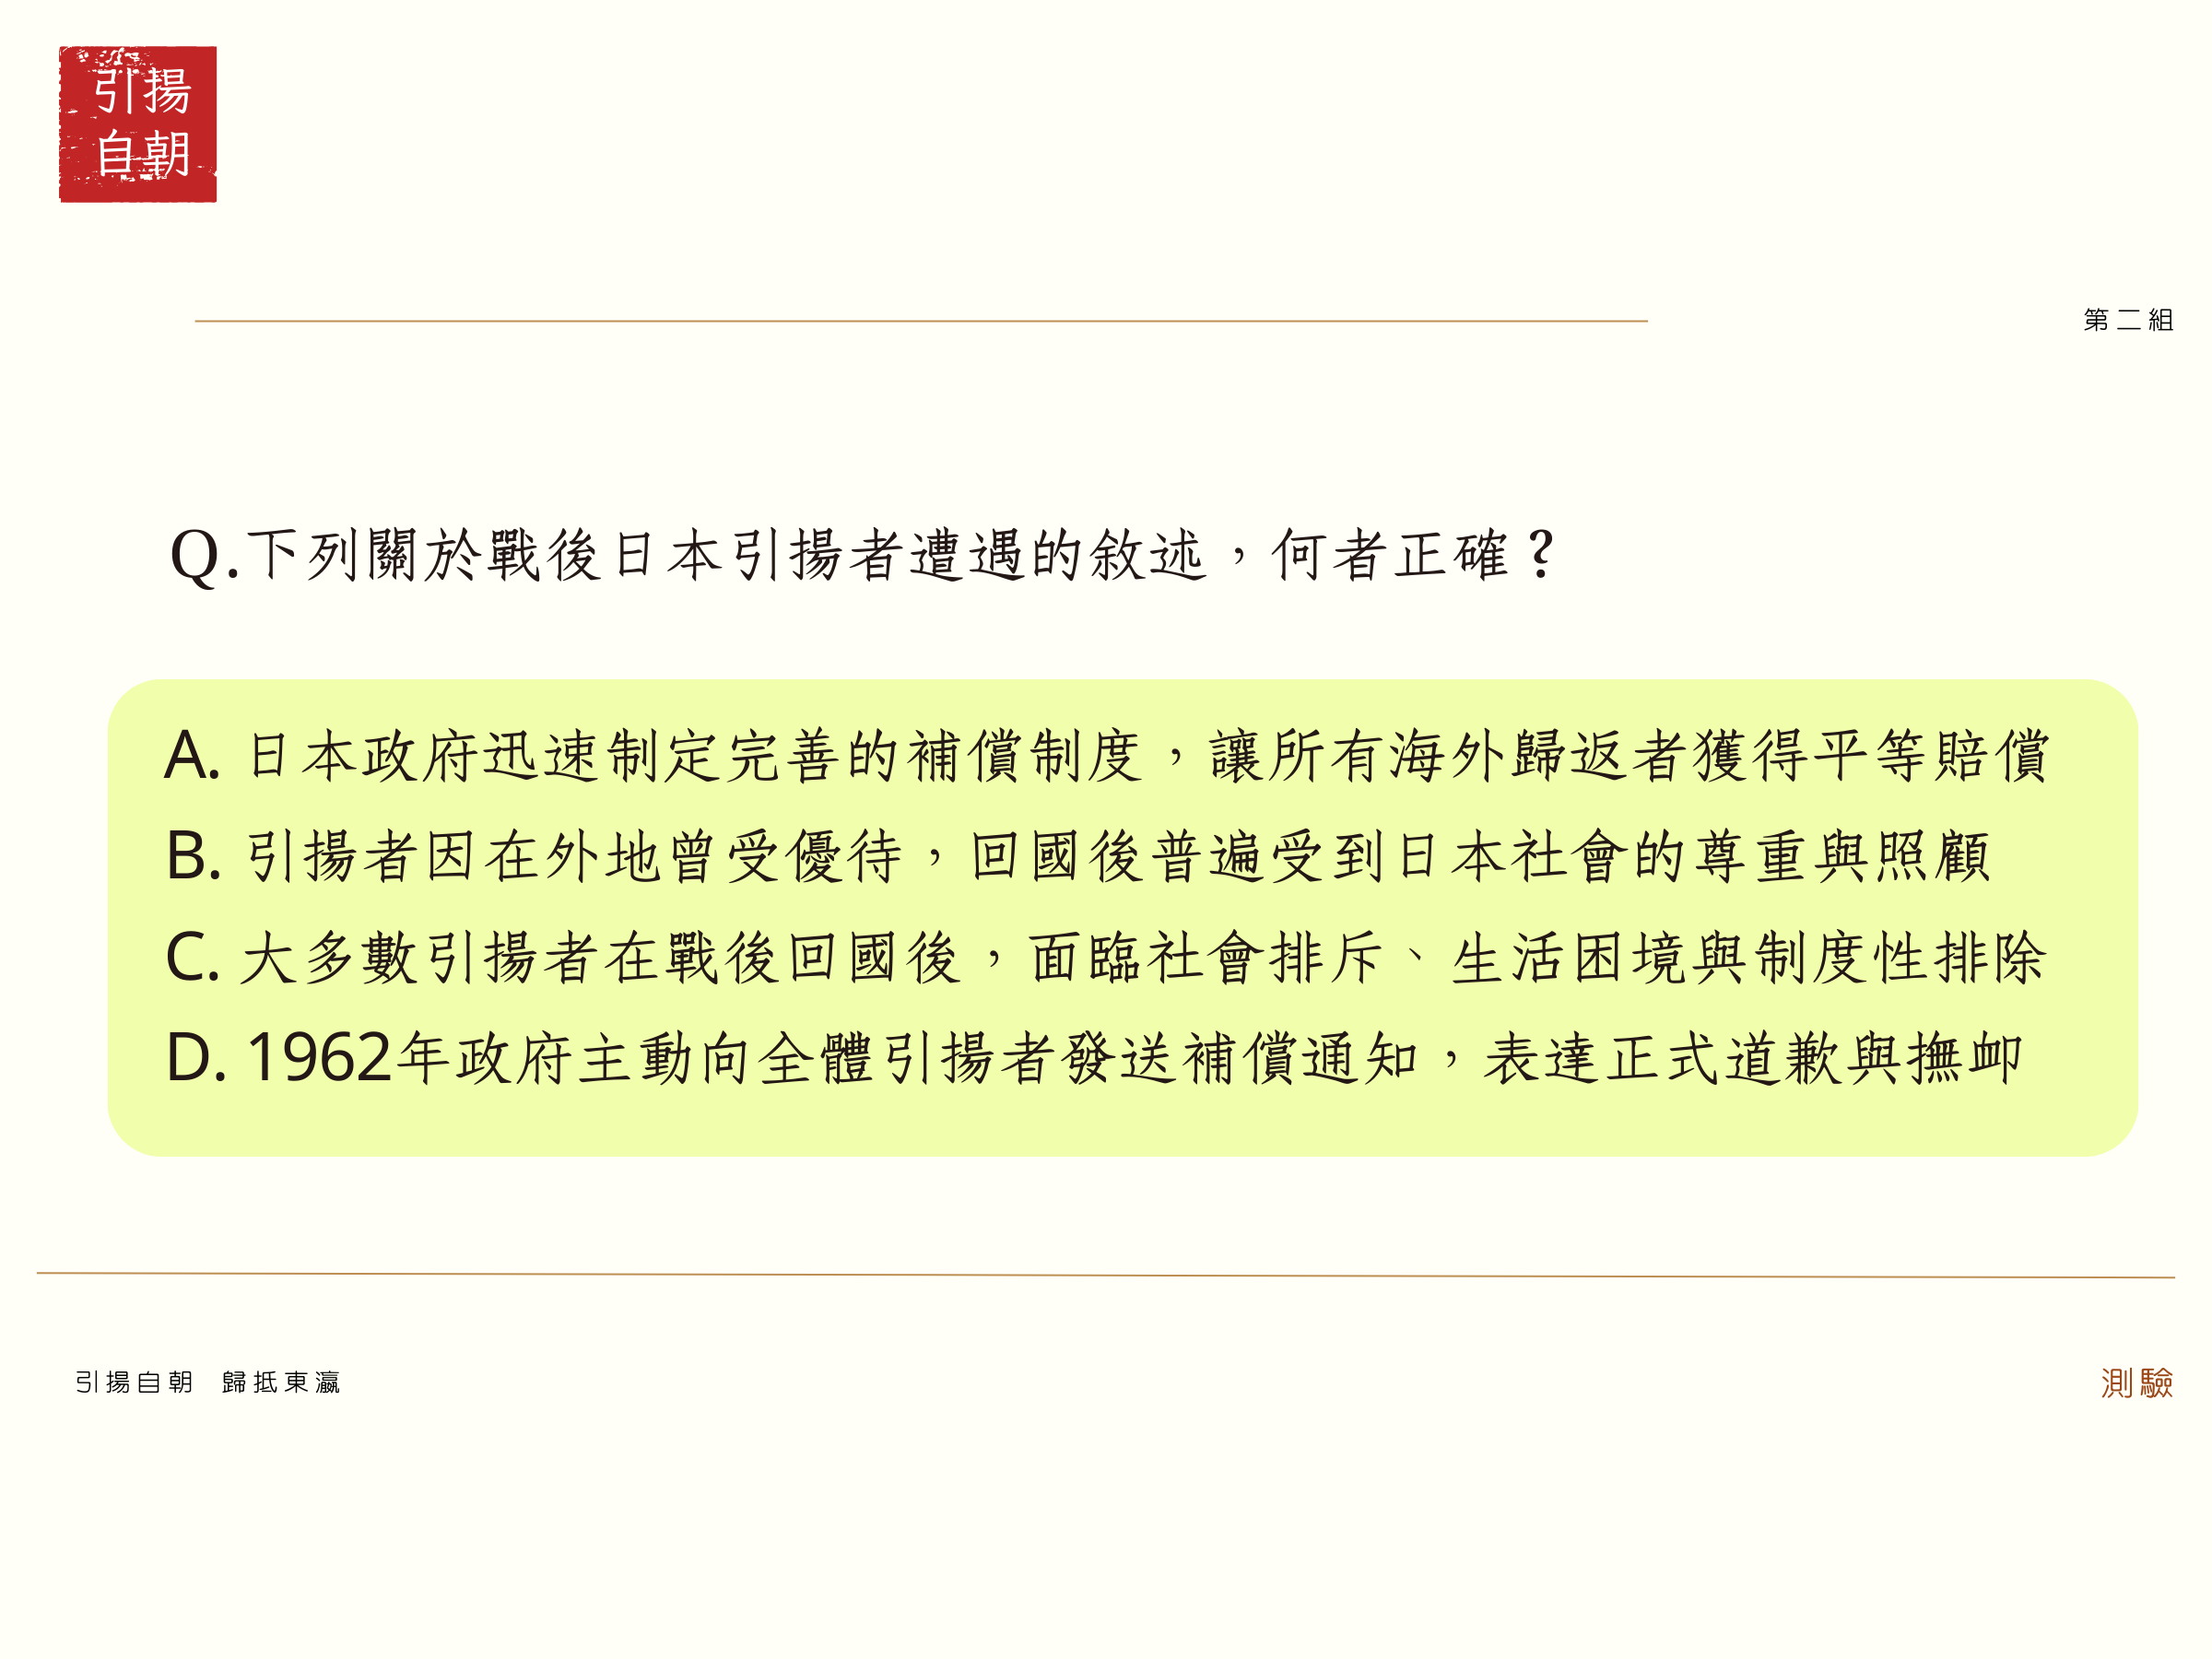 引揚
自朝
第二組
Q.下列關於戰後日本引揚者遭遇的敘述，何者正確？
A. 日本政府迅速制定完善的補償制度，讓所有海外歸返者獲得平等賠償
B. 引揚者因在外地曾受優待，回國後普遍受到日本社會的尊重與照顧
C. 大多數引揚者在戰後回國後，面臨社會排斥、生活困境與制度性排除
D. 1962年政府主動向全體引揚者發送補償通知，表達正式道歉與撫卹
引揚自朝 歸抵東瀛
測驗